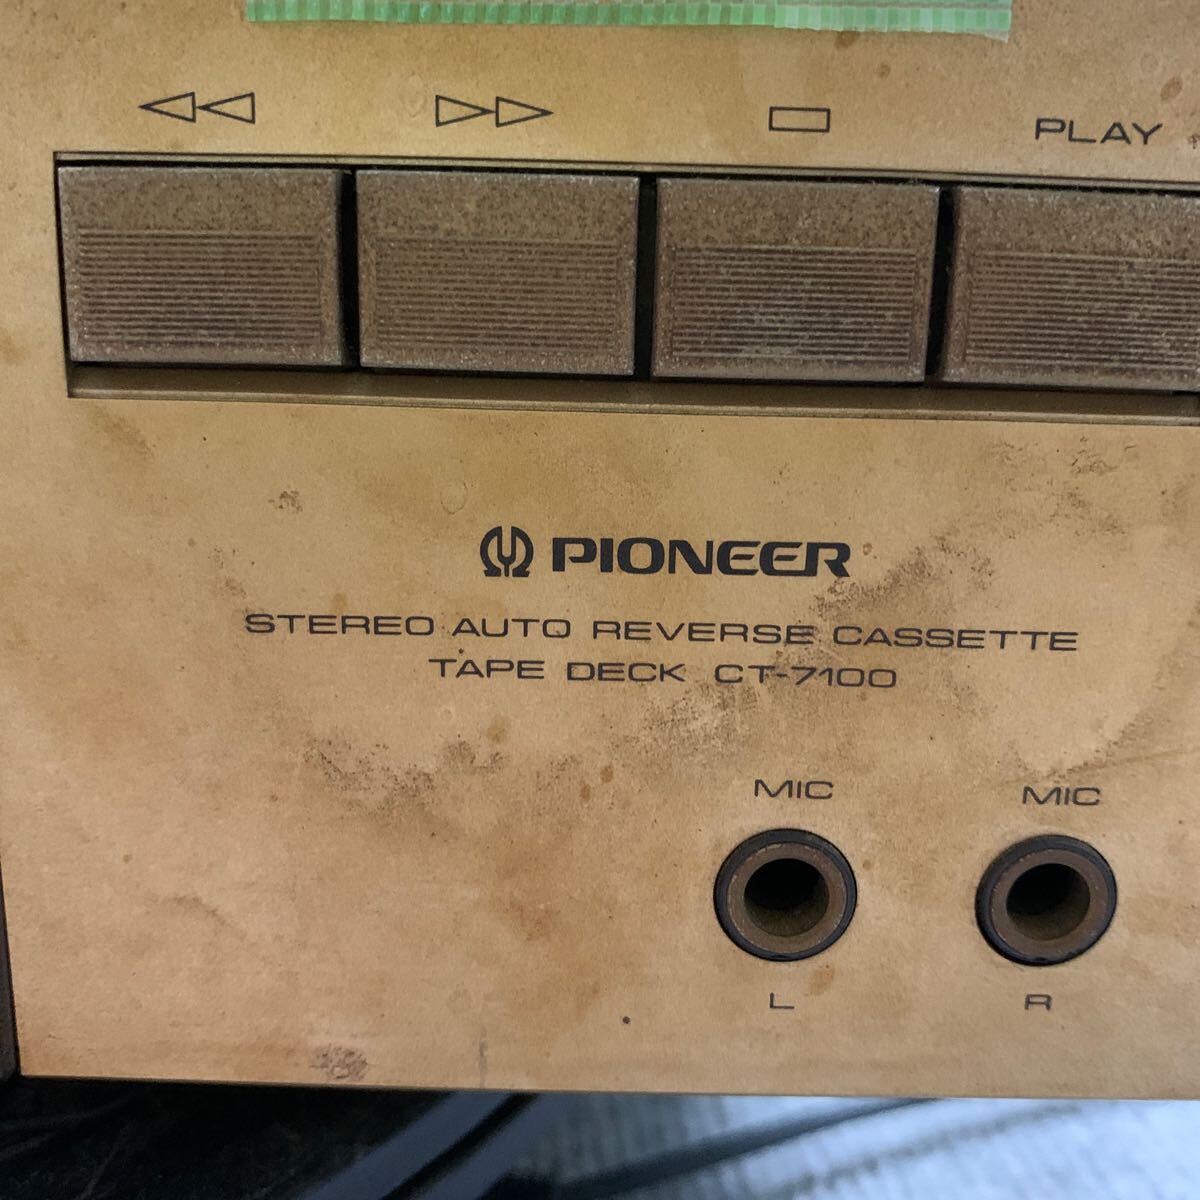 PLAY
PIONEER
STEREO AUTO REVERSE CASSETTE
TAPE DECK CT-7100
MIC MIC
L R